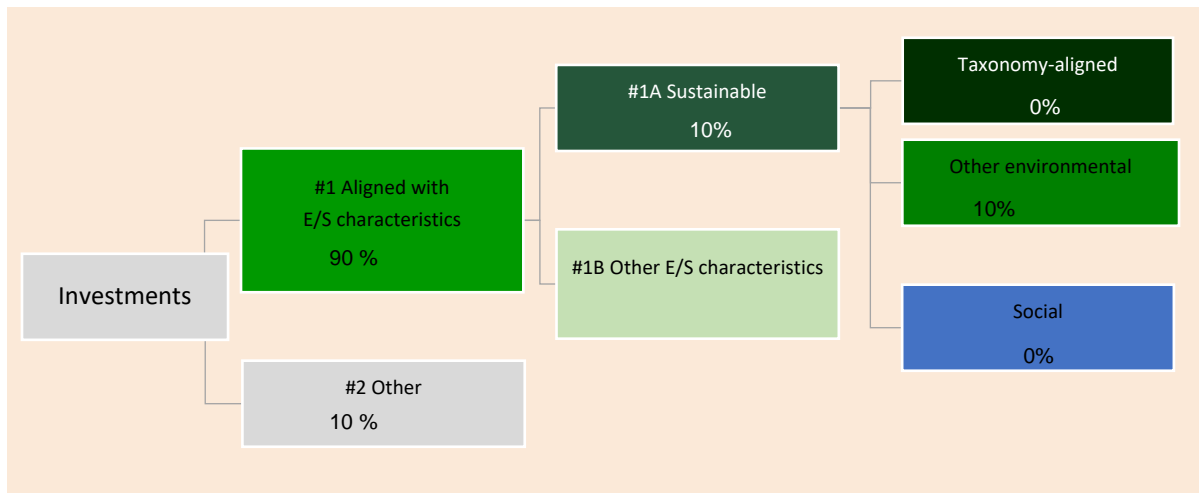 Investments
#1 Aligned with
E/S characteristics
90 %
#2 Other
10 %
#1A Sustainable
10%
#1B Other E/S characteristics
Taxonomy-aligned
0%
Other environmental
10%
Social
0%